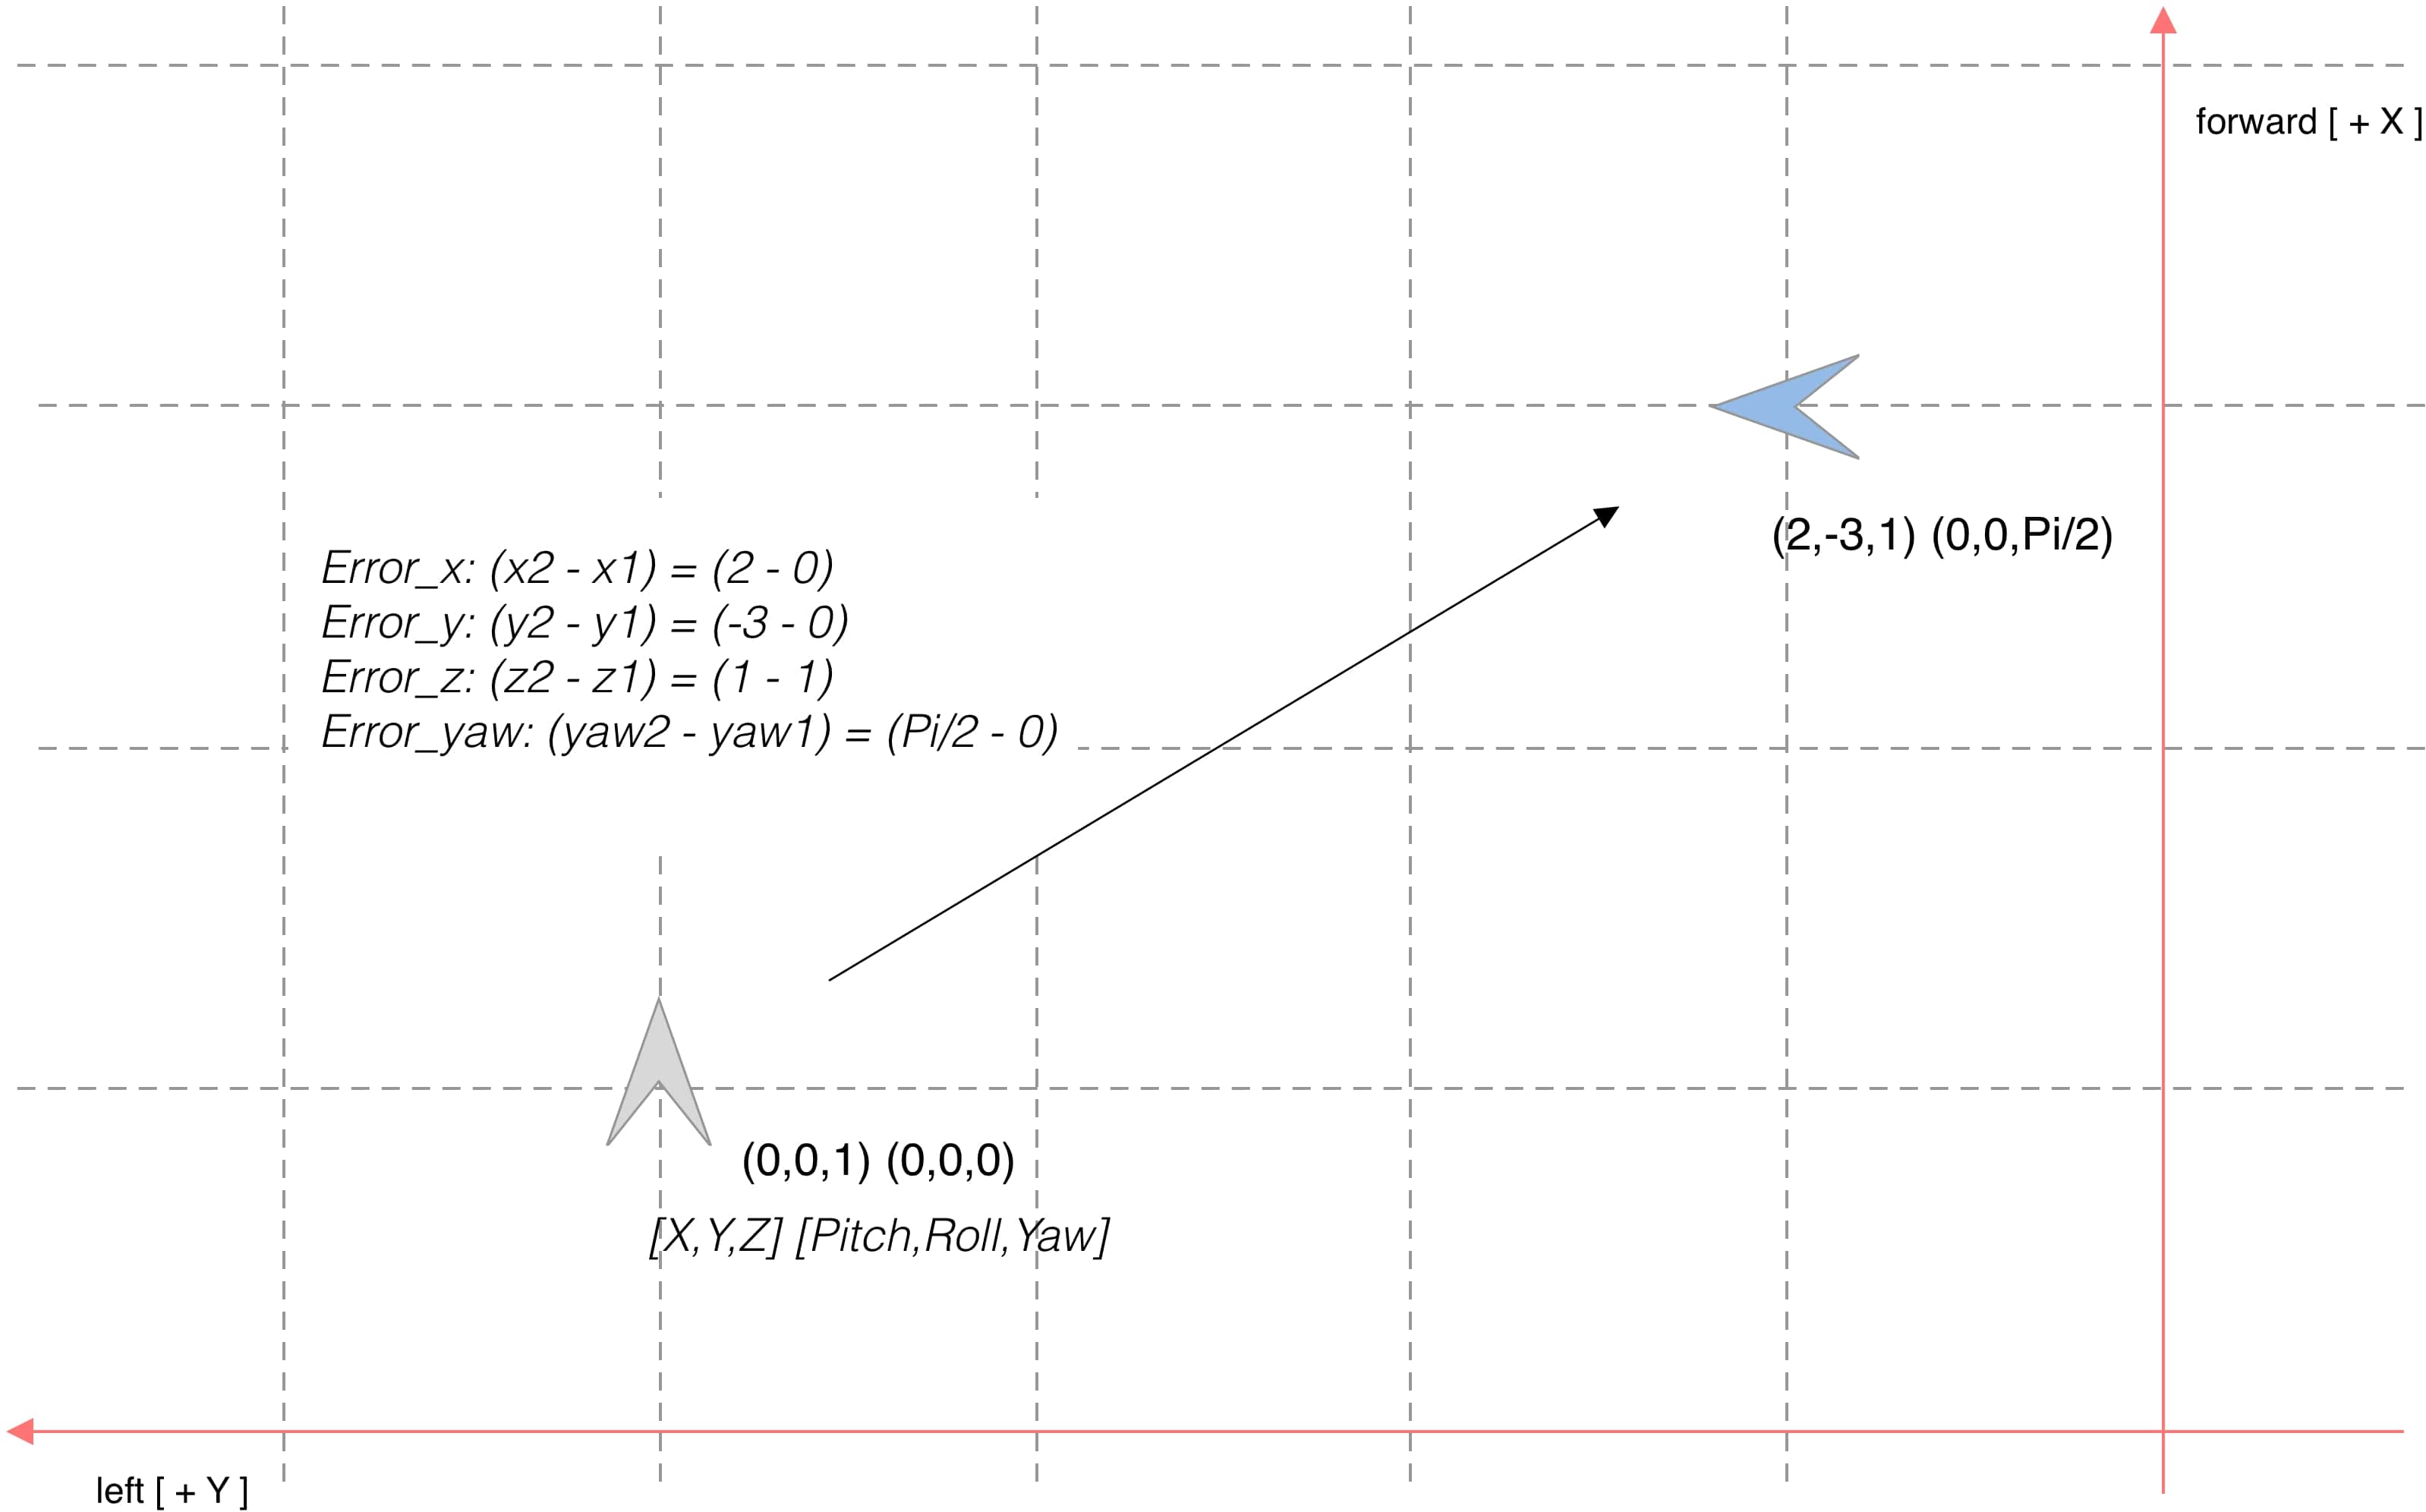 forward [ + X ]
(2,-3,1) (0,0,Pi/2)
Error_x: (x2 - x1) = (2 - 0)
Error_y: (y2 - y1) = (-3 - 0)
Error_z: (z2 - z1) = (1 - 1)
Error_yaw: (yaw2 - yaw1) = (Pi/2 - 0)
(0,0,1) (0,0,0)
[X,Y,Z] [Pitch,Roll,Yaw]
left [ + Y ]